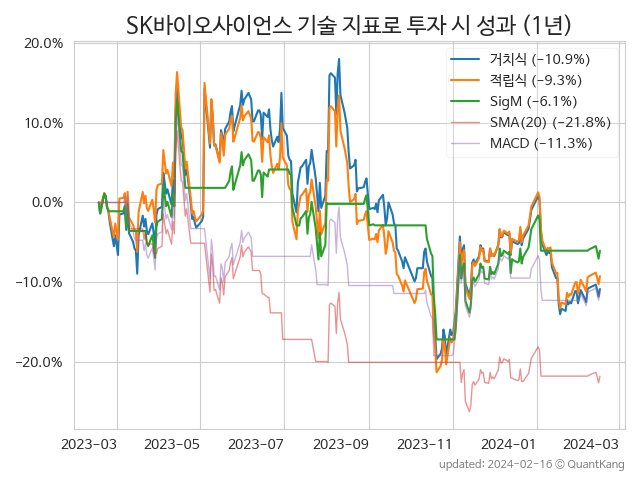 SK바이오사이언스 기술 지표로 투자 시 성과 (1년)
20.0%
10.0%
0.0%
−10.0%
−20.0%
거치식 (−10.9%)
적립식 (−9.3%)
SigM (−6.1%)
SMA(20) (−21.8%)
MACD (−11.3%)
2023-03 2023-05 2023-07 2023-09 2023-11 2024-01 2024-03
updated: 2024-02-16 © QuantKang